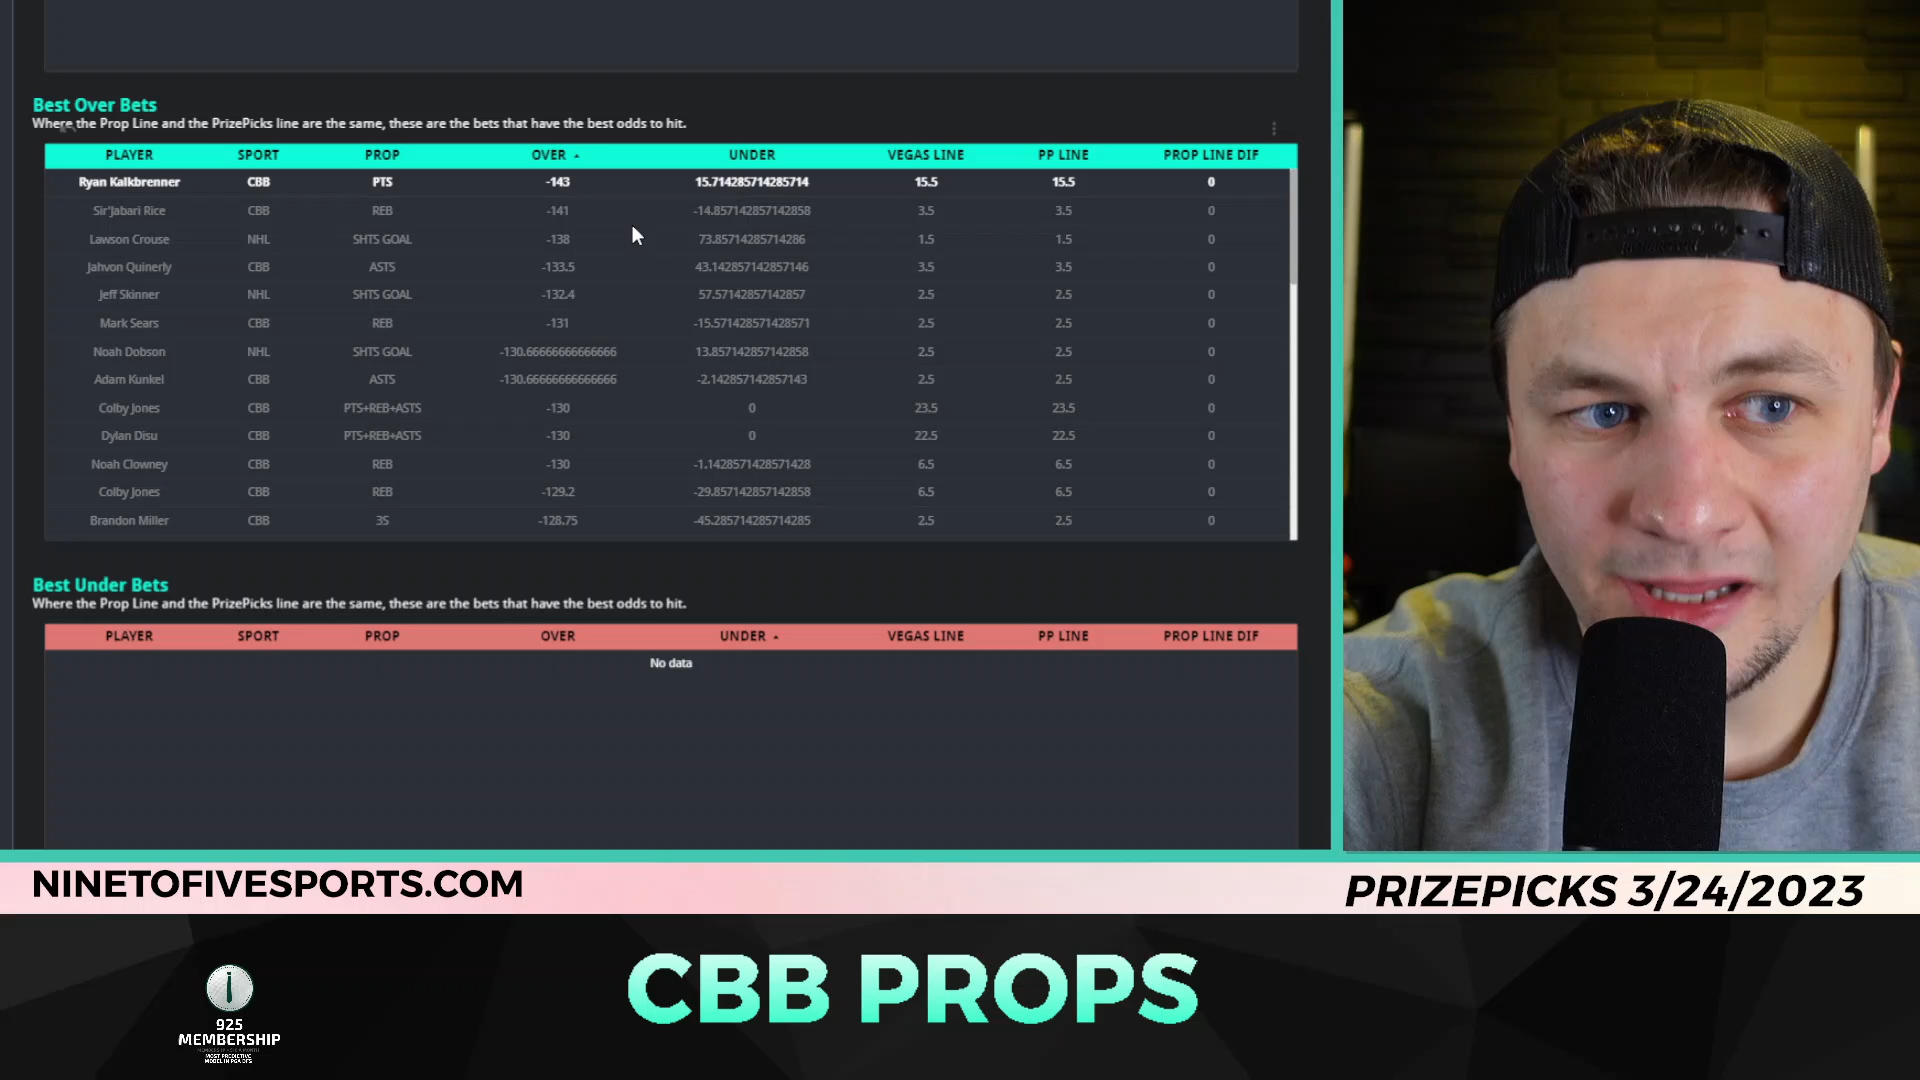 Best Over Bets
Where the Prop Line and the PrizePicks line are the same, these are the bets that have the best odds to hit.
PLAYER SPORT PROP OVER UNDER VEGAS LINE PP LINE PROP LINE DIF
Ryan Kalkbrenner CBB PTS -143 15.714285714285714 15.5 15.5 0
Sir'Jabari Rice CBB REB -141 -14.857142857142858 3.5 3.5 0
Lawson Crouse NHL SHTS GOAL -138 73.85714285714286 1.5 1.5 0
Jahvon Quinerly CBB ASTS -133.5 43.142857142857146 3.5 3.5 0
Jeff Skinner NHL SHTS GOAL -132.4 57.57142857142857 2.5 2.5 0
Mark Sears CBB REB -131 -15.571428571428571 2.5 2.5 0
Noah Dobson NHL SHTS GOAL -130.66666666666666 13.857142857142858 2.5 2.5 0
Adam Kunkel CBB ASTS -130.66666666666666 -2.142857142857143 2.5 2.5 0
Colby Jones CBB PTS+REB+ASTS -130 0 23.5 23.5 0
Dylan Disu CBB PTS+REB+ASTS -130 0 22.5 22.5 0
Noah Clowney CBB REB -130 -1.1428571428571428 6.5 6.5 0
Colby Jones CBB REB -129.2 -29.857142857142858 6.5 6.5 0
Brandon Miller CBB 3S -128.75 -45.285714285714285 2.5 2.5 0
Best Under Bets
Where the Prop Line and the PrizePicks line are the same, these are the bets that have the best odds to hit.
PLAYER SPORT PROP OVER UNDER VEGAS LINE PP LINE PROP LINE DIF
No data
NINETOFIVESPORTS.COM
PRIZEPICKS 3/24/2023
CBB PROPS
925
MEMBERSHIP
MOST PREDICTIVE
MODEL IN PGA DFS